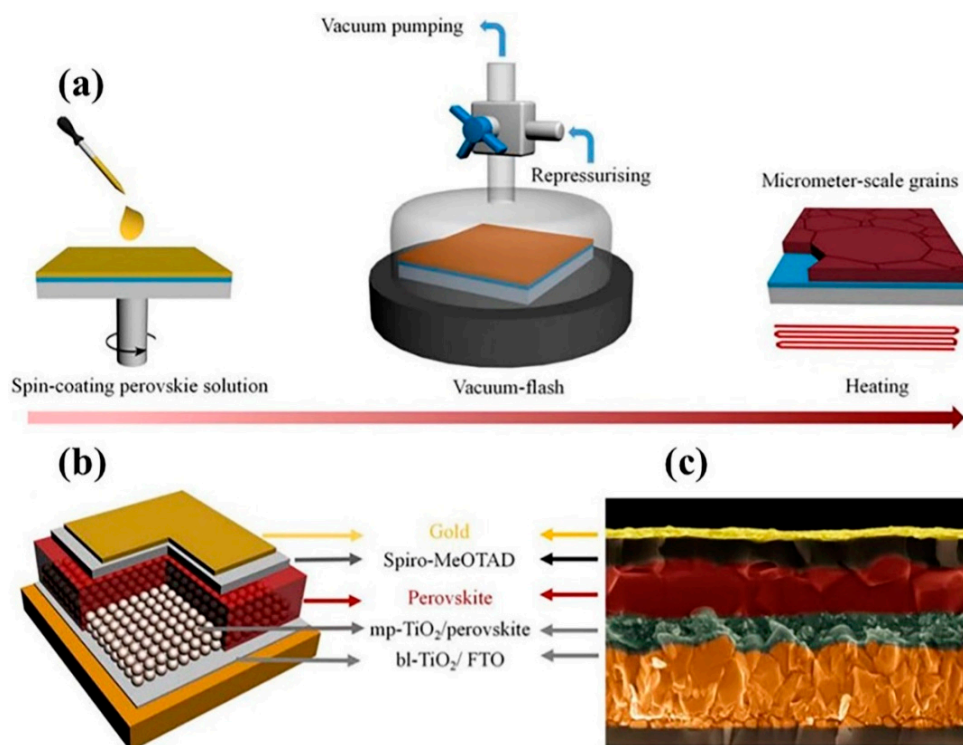 Vacuum pumping
(a)
Repressurising
Micrometer-scale grains
Spin-coating perovskie solution
Vacuum-flash
Heating
(b)
(c)
Gold
Spiro-MeOTAD
Perovskite
mp-TiO₂/perovskite
bl-TiO₂/ FTO